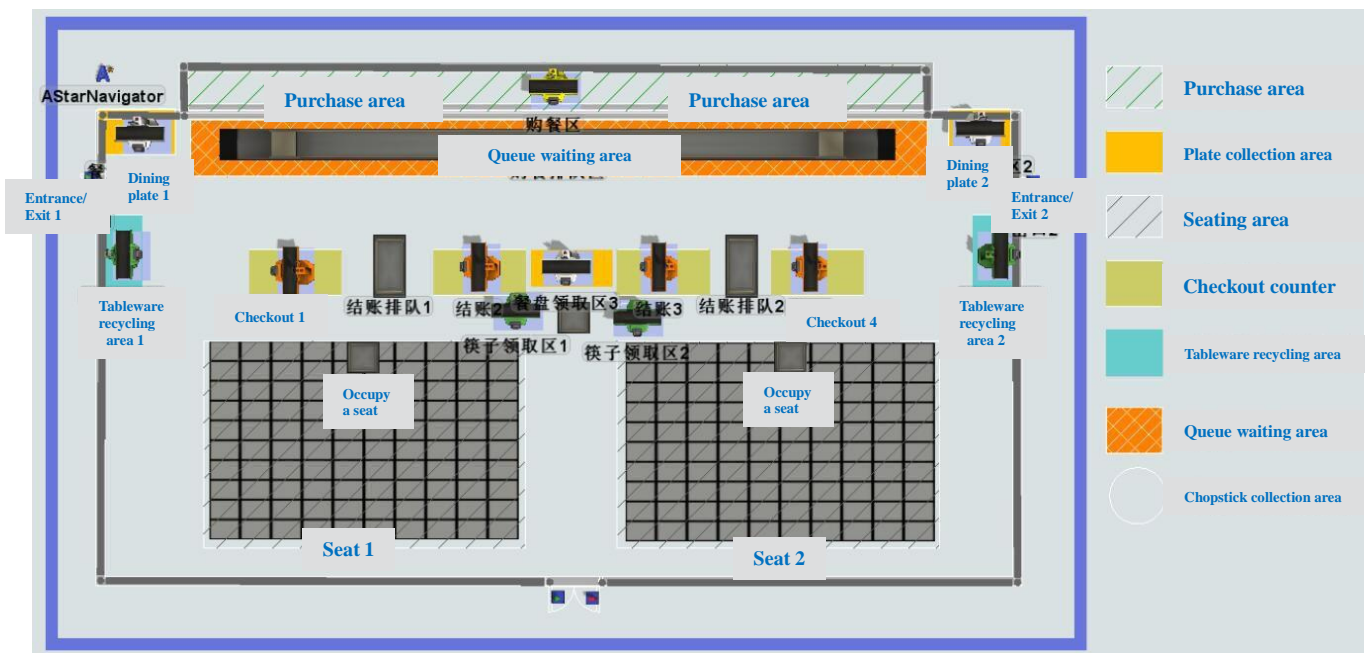 AStarNavigator
Purchase area
Purchase area
购餐区
Queue waiting area
Dining
plate 1
Dining
plate 2
Entrance/
Exit 1
Entrance/
Exit 2
Tableware
recycling
area 1
Checkout 1
结账排队1
结账2
餐盘领取区3
结账3
结账排队2
Checkout 4
Tableware
recycling
area 2
筷子领取区1
筷子领取区2
Occupy
a seat
Occupy
a seat
Seat 1
Seat 2
Purchase area
Plate collection area
Seating area
Checkout counter
Tableware recycling area
Queue waiting area
Chopstick collection area